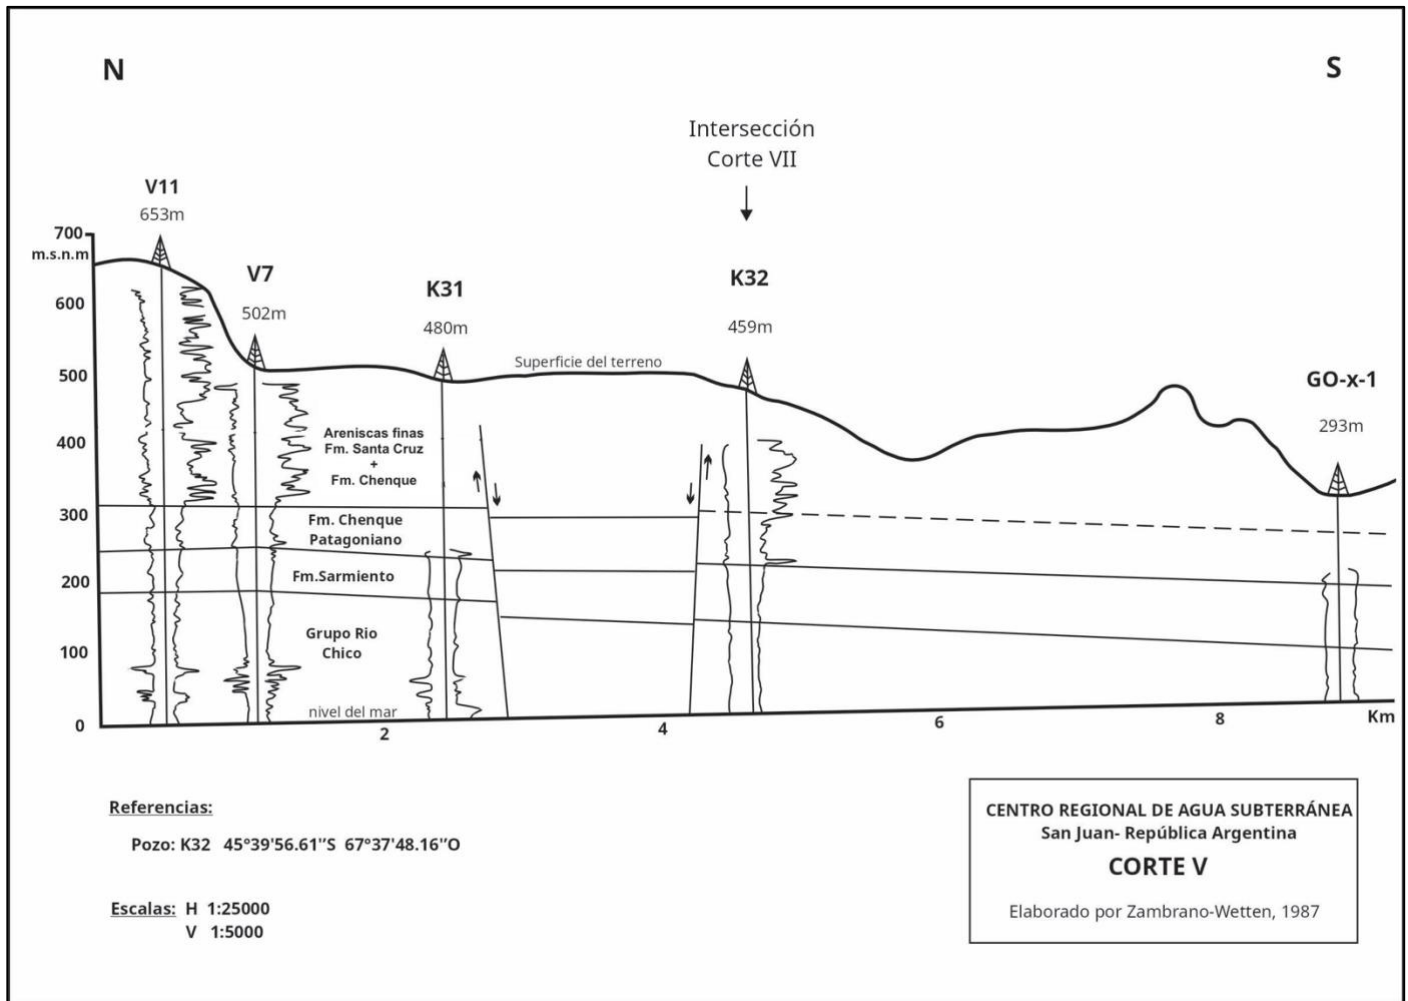 N
S
Intersección
Corte VII
V11
653m
700
m.s.n.m
V7
502m
K31
480m
K32
459m
600
Superficie del terreno
500
GO-x-1
293m
Areniscas finas
Fm. Santa Cruz
+
Fm. Chenque
400
300
Fm. Chenque
Patagoniano
200
Fm.Sarmiento
Grupo Rio
Chico
100
nivel del mar
0
2
4
6
8
Km
Referencias:
Pozo: K32 45°39'56.61''S 67°37'48.16''O
Escalas: H 1:25000
V 1:5000
CENTRO REGIONAL DE AGUA SUBTERRÁNEA
San Juan- República Argentina
CORTE V
Elaborado por Zambrano-Wetten, 1987